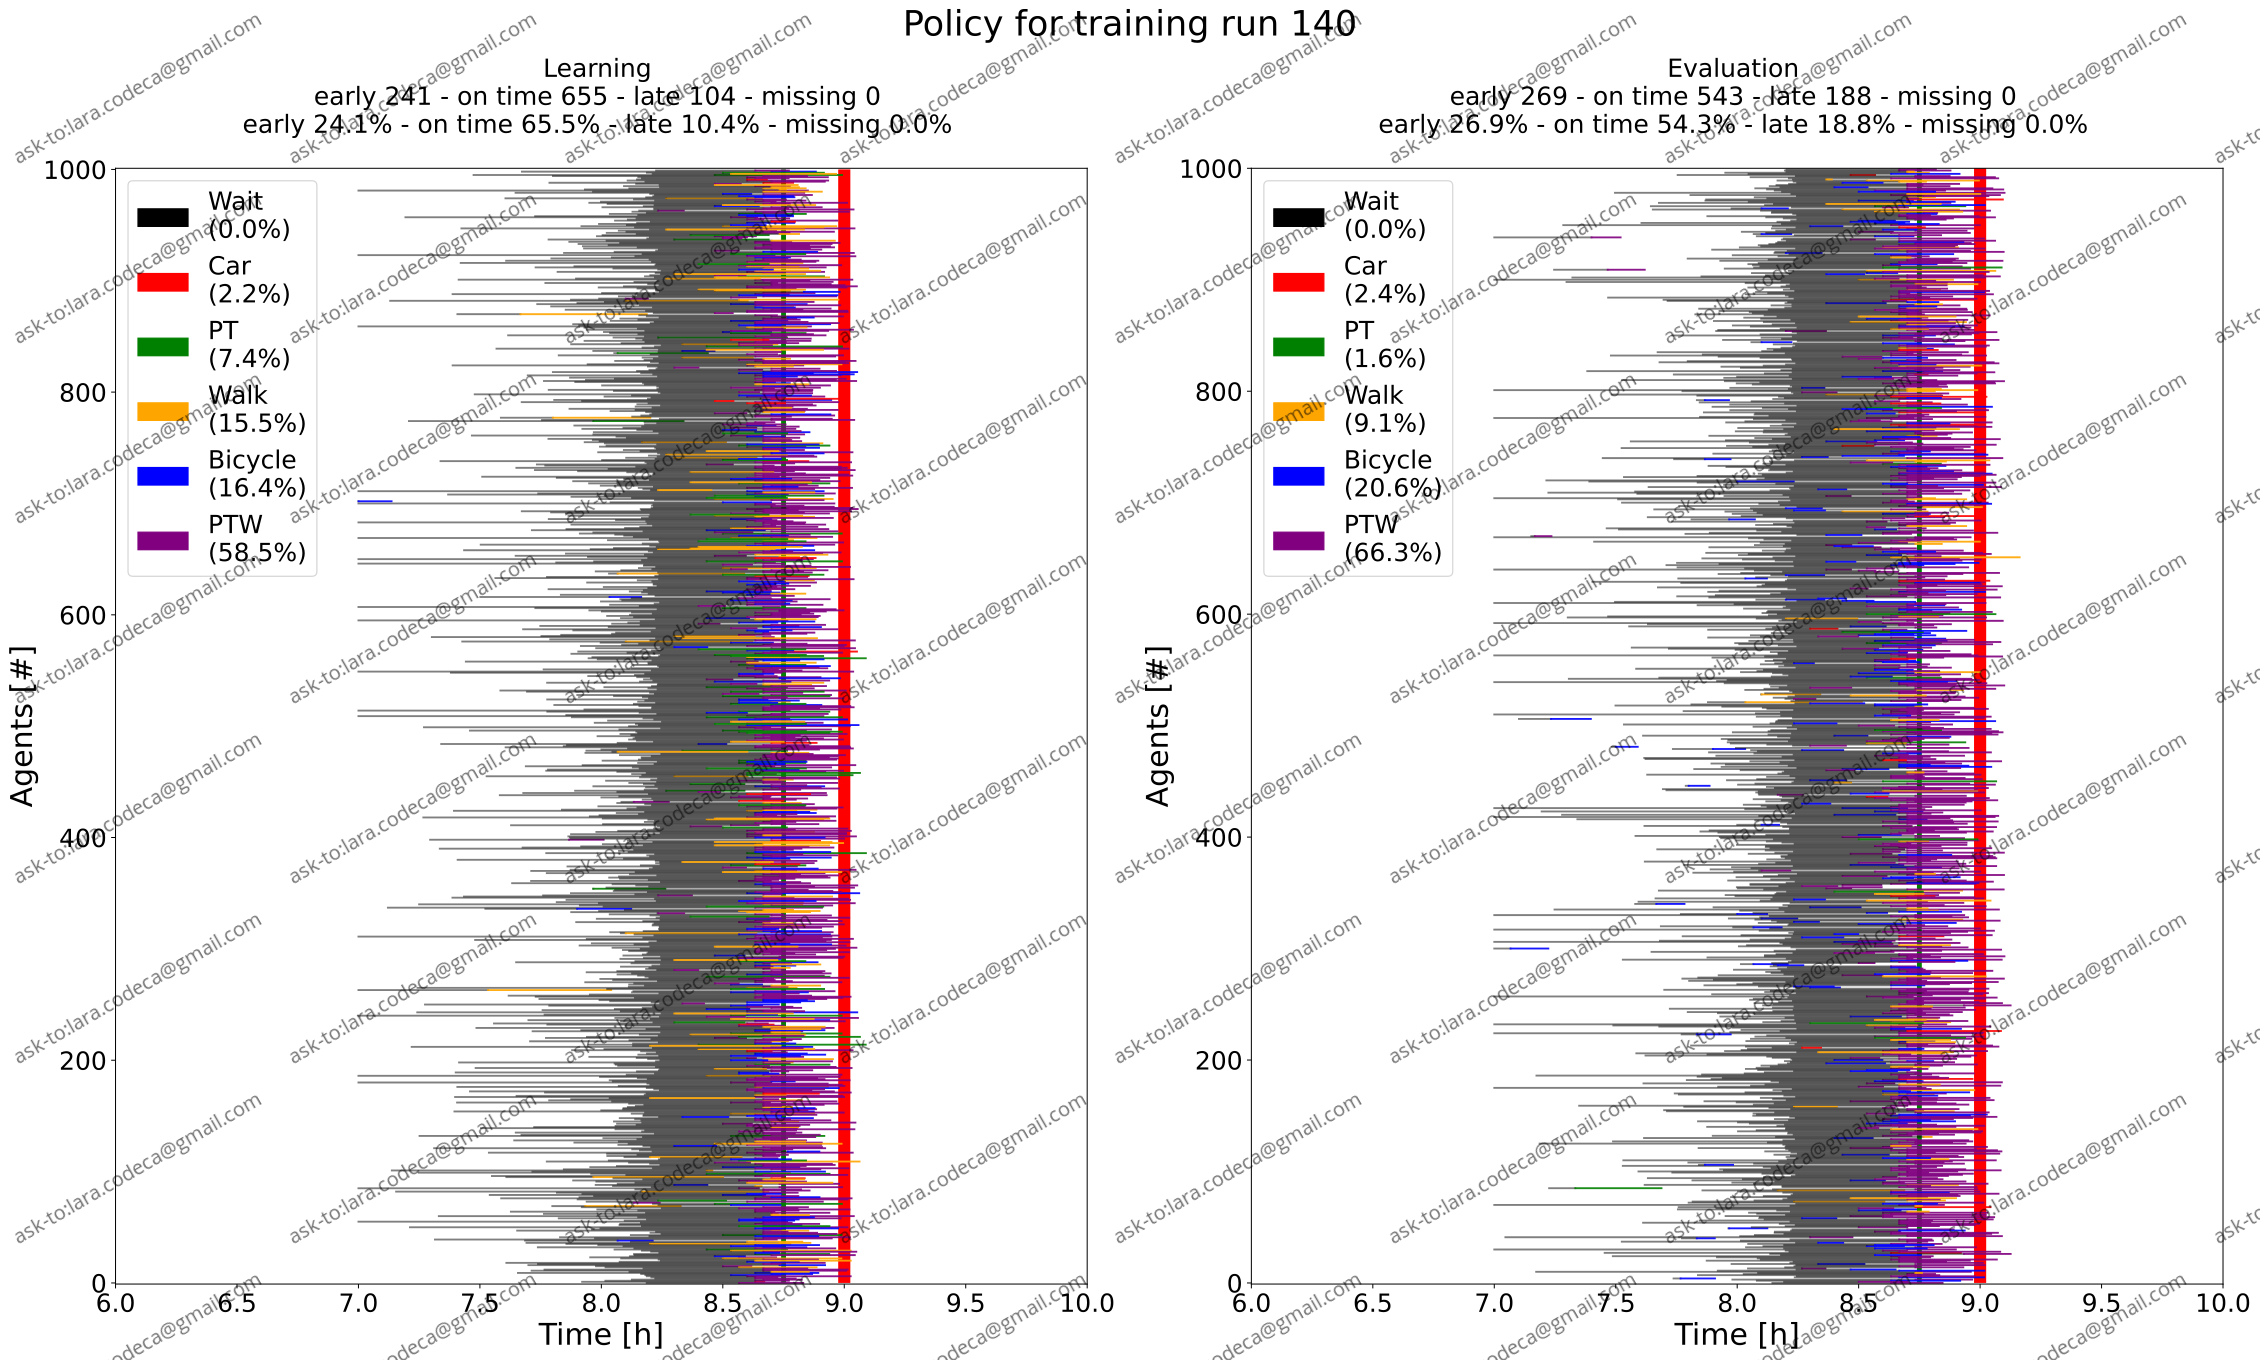 Policy for training run 140
Learning
early 241 - on time 655 - late 104 - missing 0
early 24.1% - on time 65.5% - late 10.4% - missing 0.0%
Evaluation
early 269 - on time 543 - late 188 - missing 0
early 26.9% - on time 54.3% - late 18.8% - missing 0.0%
Agents [#]
1000
800
600
400
200
0
Wait
(0.0%)
Car
(2.2%)
PT
(7.4%)
Walk
(15.5%)
Bicycle
(16.4%)
PTW
(58.5%)
6.0 6.5 7.0 7.5 8.0 8.5 9.0 9.5 10.0
Time [h]
Agents [#]
1000
800
600
400
200
0
Wait
(0.0%)
Car
(2.4%)
PT
(1.6%)
Walk
(9.1%)
Bicycle
(20.6%)
PTW
(66.3%)
6.0 6.5 7.0 7.5 8.0 8.5 9.0 9.5 10.0
Time [h]
ask-to:lara.codeca@gmail.com